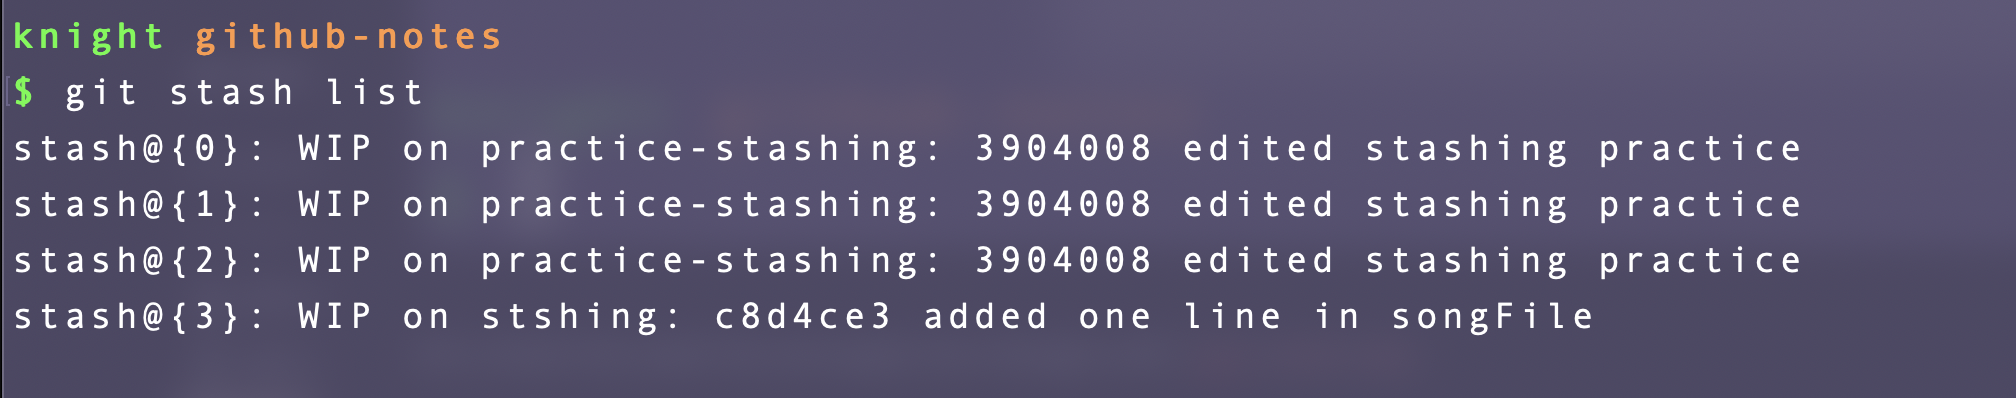 knight github-notes
$ git stash list
stash@{0}: WIP on practice-stashing: 3904008 edited stashing practice
stash@{1}: WIP on practice-stashing: 3904008 edited stashing practice
stash@{2}: WIP on practice-stashing: 3904008 edited stashing practice
stash@{3}: WIP on stshing: c8d4ce3 added one line in songFile